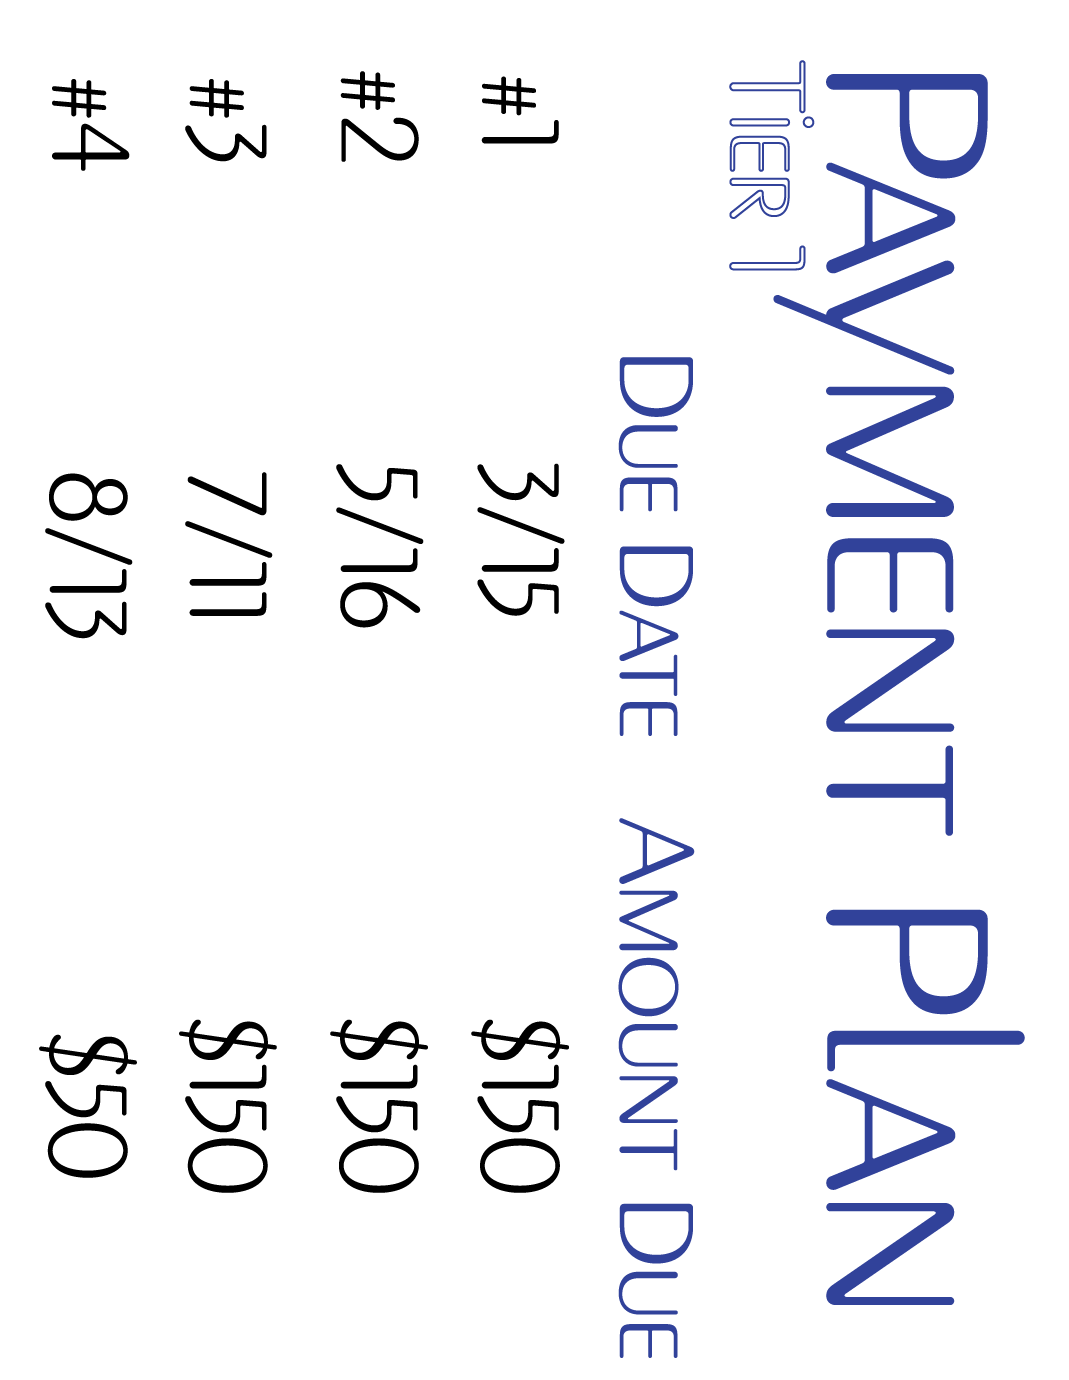 Payment Plan
Tier 1
Due Date Amount Due
#1 3/15 $150
#2 5/16 $150
#3 7/11 $150
#4 8/13 $50